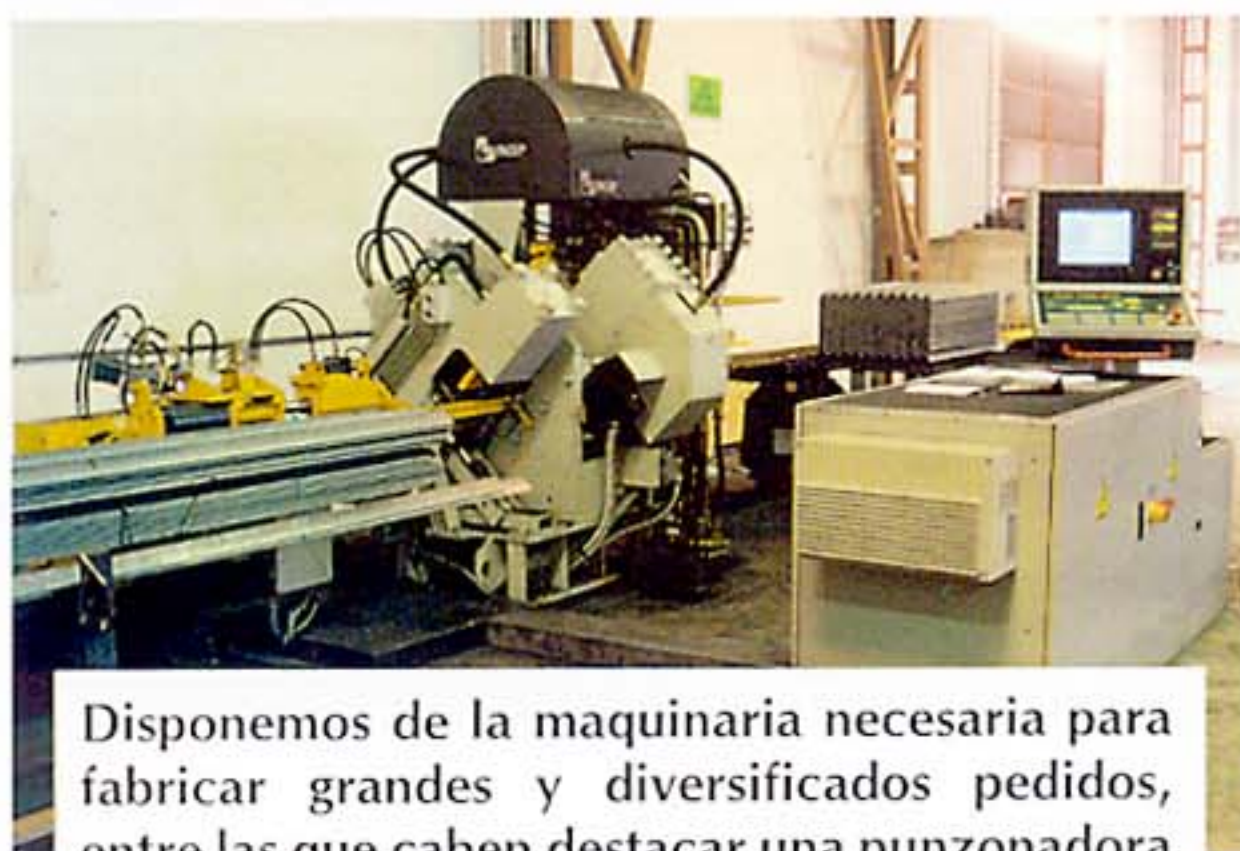 Disponemos de la maquinaria necesaria para
fabricar grandes y diversificados pedidos,
entre las que caben destacar una punzonadora